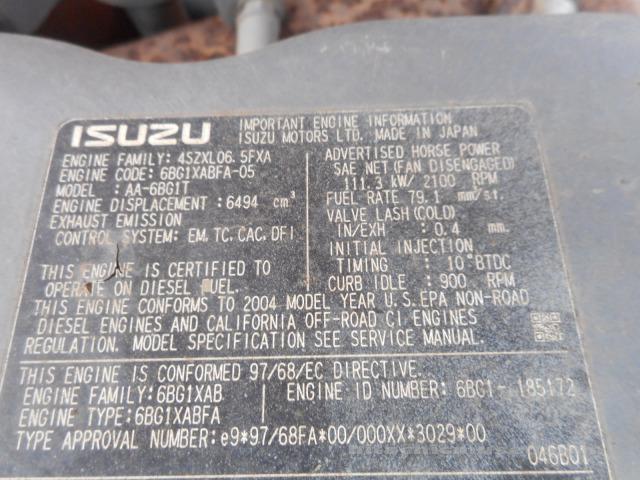 ISUZU
IMPORTANT ENGINE INFORMATION
ISUZU MOTORS LTD. MADE IN JAPAN
ENGINE FAMILY: 4SZXL06.5FXA
ENGINE CODE: 6BG1XABFA-05
MODEL : AA-6BG1T
ENGINE DISPLACEMENT: 6494 cm³
EXHAUST EMISSION
CONTROL SYSTEM: EM, TC, CAC, DFI
THIS ENGINE IS CERTIFIED TO
OPERATE ON DIESEL FUEL.
ADVERTISED HORSE POWER
SAE NET(FAN DISENGAGED)
111.3 kW/ 2100 RPM
FUEL RATE 79.1 mm³/st.
VALVE LASH(COLD)
IN/EXH : 0.4 mm.
INITIAL INJECTION
TIMING : 10°BTDC
CURB IDLE : 900 RPM
THIS ENGINE CONFORMS TO 2004 MODEL YEAR U.S.EPA NON-ROAD
DIESEL ENGINES AND CALIFORNIA OFF-ROAD CI ENGINES
REGULATION. MODEL SPECIFICATION SEE SERVICE MANUAL.
THIS ENGINE IS CONFORMED 97/68/EC DIRECTIVE.
ENGINE FAMILY: 6BG1XAB
ENGINE TYPE: 6BG1XABFA
ENGINE ID NUMBER: 6BG1- 185172
TYPE APPROVAL NUMBER: e9*97/68FA*00/000XX*3029*00
046B01